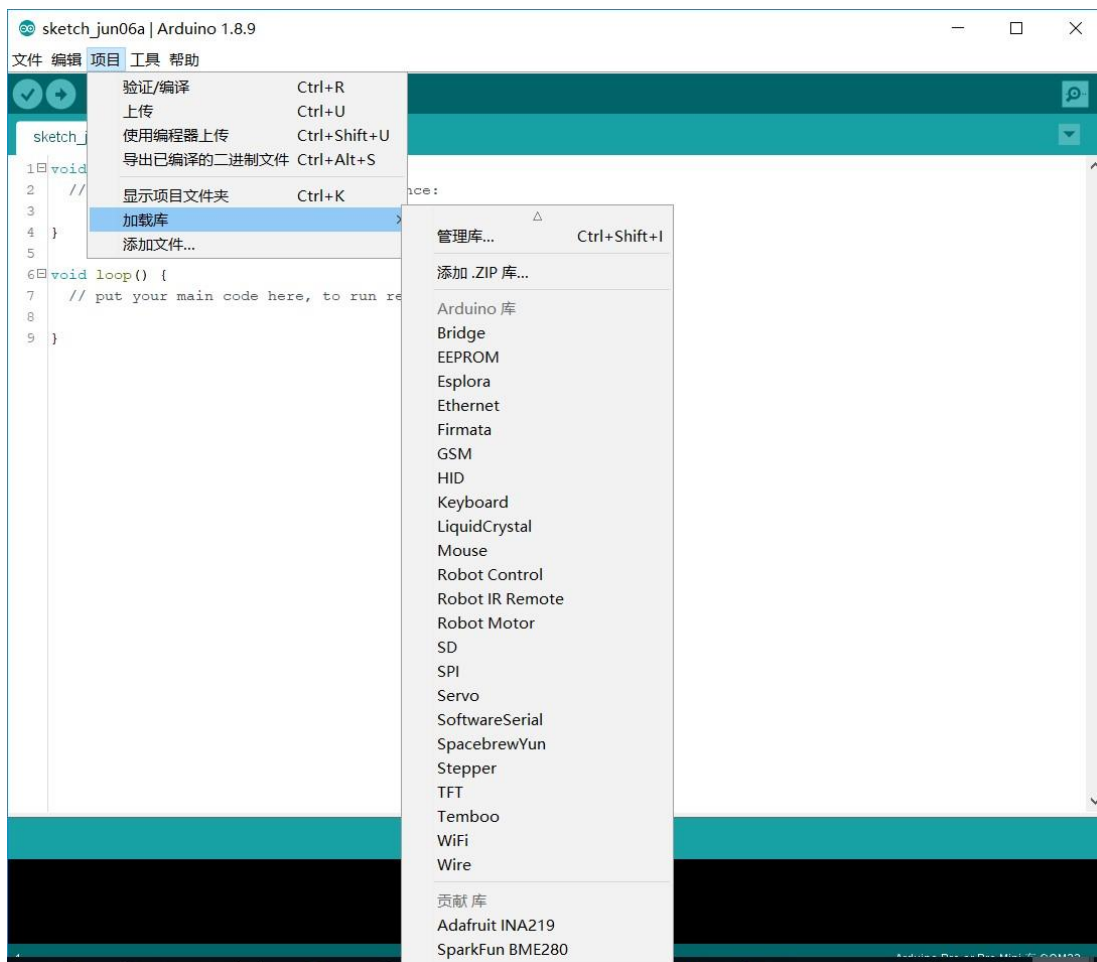 sketch_jun06a | Arduino 1.8.9
文件 编辑 项目 工具 帮助
验证/编译 Ctrl+R
上传 Ctrl+U
使用编程器上传 Ctrl+Shift+U
导出已编译的二进制文件 Ctrl+Alt+S
显示项目文件夹 Ctrl+K
加载库
添加文件...
sketch_j
1 void
2 // nce:
3
4 }
5
6 void loop() {
7 // put your main code here, to run re
8
9 }
管理库... Ctrl+Shift+I
添加 .ZIP 库...
Arduino 库
Bridge
EEPROM
Esplora
Ethernet
Firmata
GSM
HID
Keyboard
LiquidCrystal
Mouse
Robot Control
Robot IR Remote
Robot Motor
SD
SPI
Servo
SoftwareSerial
SpacebrewYun
Stepper
TFT
Temboo
WiFi
Wire
贡献 库
Adafruit INA219
SparkFun BME280